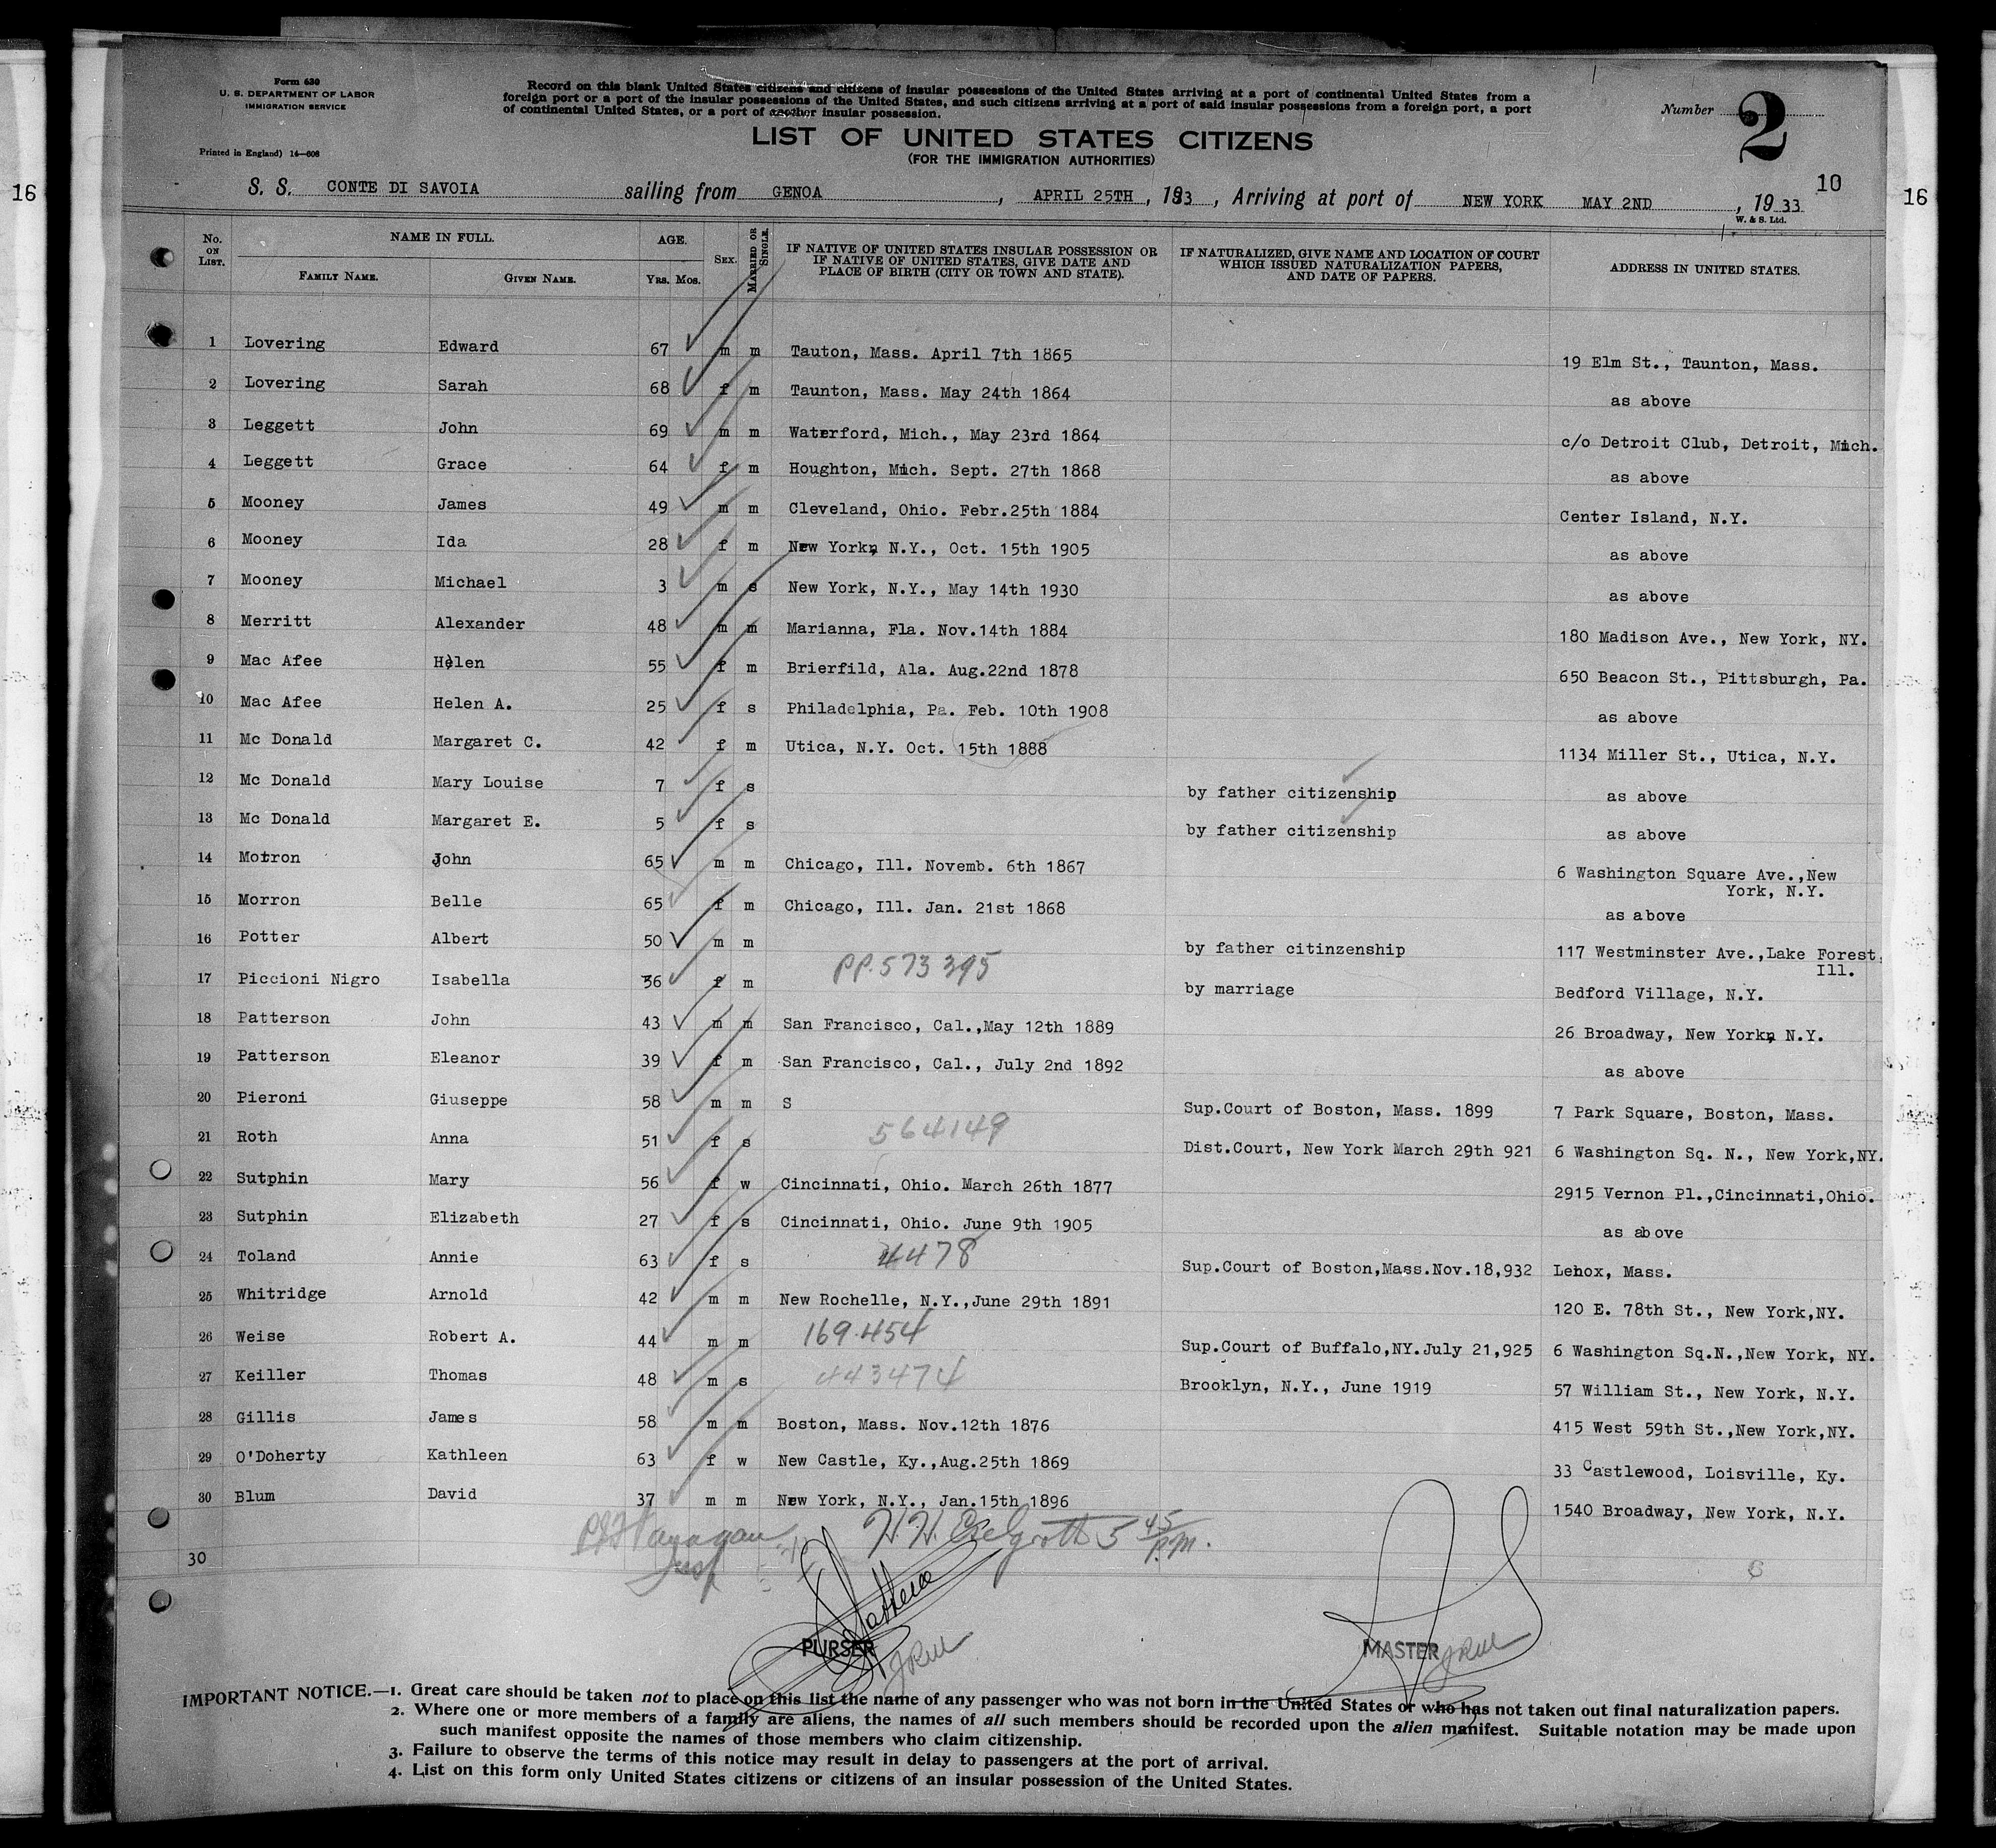 Form 630
U. S. DEPARTMENT OF LABOR
IMMIGRATION SERVICE
Printed in England) 14—608
Record on this blank United States citizens and citizens of insular possessions of the United States arriving at a port of continental United States from a
foreign port or a port of the insular possessions of the United States, and such citizens arriving at a port of said insular possessions from a foreign port, a port
of continental United States, or a port of another insular possession.
Number 2
LIST OF UNITED STATES CITIZENS
(FOR THE IMMIGRATION AUTHORITIES)
16
10
16
S. S. CONTE DI SAVOIA sailing from GENOA, APRIL 25TH, 1933, Arriving at port of NEW YORK MAY 2ND, 1933
W. & S. Ltd.
No. ON LIST. NAME IN FULL. FAMILY NAME. GIVEN NAME. AGE. YRS. MOS. SEX. MARRIED OR SINGLE. IF NATIVE OF UNITED STATES INSULAR POSSESSION OR IF NATIVE OF UNITED STATES, GIVE DATE AND PLACE OF BIRTH (CITY OR TOWN AND STATE). IF NATURALIZED, GIVE NAME AND LOCATION OF COURT WHICH ISSUED NATURALIZATION PAPERS, AND DATE OF PAPERS. ADDRESS IN UNITED STATES.
1 Lovering Edward 67 m m Tauton, Mass. April 7th 1865 19 Elm St., Taunton, Mass.
2 Lovering Sarah 68 f m Taunton, Mass. May 24th 1864 as above
3 Leggett John 69 m m Waterford, Mich., May 23rd 1864 c/o Detroit Club, Detroit, Mich.
4 Leggett Grace 64 f m Houghton, Mich. Sept. 27th 1868 as above
5 Mooney James 49 m m Cleveland, Ohio. Febr.25th 1884 Center Island, N.Y.
6 Mooney Ida 28 f m New York, N.Y., Oct. 15th 1905 as above
7 Mooney Michael 3 m s New York, N.Y., May 14th 1930 as above
8 Merritt Alexander 48 m m Marianna, Fla. Nov.14th 1884 180 Madison Ave., New York, NY.
9 Mac Afee Helen 55 f m Brierfild, Ala. Aug.22nd 1878 650 Beacon St., Pittsburgh, Pa.
10 Mac Afee Helen A. 25 f s Philadelphia, Pa. Feb. 10th 1908 as above
11 Mc Donald Margaret C. 42 f m Utica, N.Y. Oct. 15th 1888 1134 Miller St., Utica, N.Y.
12 Mc Donald Mary Louise 7 f s by father citizenship as above
13 Mc Donald Margaret E. 5 f s by father citizenship as above
14 Motron John 65 m m Chicago, Ill. Novemb. 6th 1867 6 Washington Square Ave.,New York, N.Y.
15 Morron Belle 65 f m Chicago, Ill. Jan. 21st 1868 as above
16 Potter Albert 50 m m by father citinzenship 117 Westminster Ave.,Lake Forest, Ill.
17 Piccioni Nigro Isabella 36 f m PP.573395 by marriage Bedford Village, N.Y.
18 Patterson John 43 m m San Francisco, Cal.,May 12th 1889 26 Broadway, New York, N.Y.
19 Patterson Eleanor 39 f m San Francisco, Cal., July 2nd 1892 as above
20 Pieroni Giuseppe 58 m m S Sup.Court of Boston, Mass. 1899 7 Park Square, Boston, Mass.
21 Roth Anna 51 f s 564149 Dist.Court, New York March 29th 921 6 Washington Sq. N., New York,NY.
22 Sutphin Mary 56 f w Cincinnati, Ohio. March 26th 1877 2915 Vernon Pl.,Cincinnati,Ohio.
23 Sutphin Elizabeth 27 f s Cincinnati, Ohio. June 9th 1905 as above
24 Toland Annie 63 f s 4478 Sup.Court of Boston,Mass.Nov.18,932 Lenox, Mass.
25 Whitridge Arnold 42 m m New Rochelle, N.Y.,June 29th 1891 120 E. 78th St., New York,NY.
26 Weise Robert A. 44 m m 169.454 Sup.Court of Buffalo,NY.July 21,925 6 Washington Sq.N.,New York, NY.
27 Keiller Thomas 48 m s 443474 Brooklyn, N.Y., June 1919 57 William St., New York, N.Y.
28 Gillis James 58 m m Boston, Mass. Nov.12th 1876 415 West 59th St.,New York,NY.
29 O'Doherty Kathleen 63 f w New Castle, Ky.,Aug.25th 1869 33 Castlewood, Loisville, Ky.
30 Blum David 37 m m New York, N.Y., Jan.15th 1896 1540 Broadway, New York, N.Y.
H.H. 5 45 P.M.
30
6
PURSER JRM
MASTER JRM
IMPORTANT NOTICE.—1. Great care should be taken not to place on this list the name of any passenger who was not born in the United States or who has not taken out final naturalization papers.
2. Where one or more members of a family are aliens, the names of all such members should be recorded upon the alien manifest. Suitable notation may be made upon
such manifest opposite the names of those members who claim citizenship.
3. Failure to observe the terms of this notice may result in delay to passengers at the port of arrival.
4. List on this form only United States citizens or citizens of an insular possession of the United States.